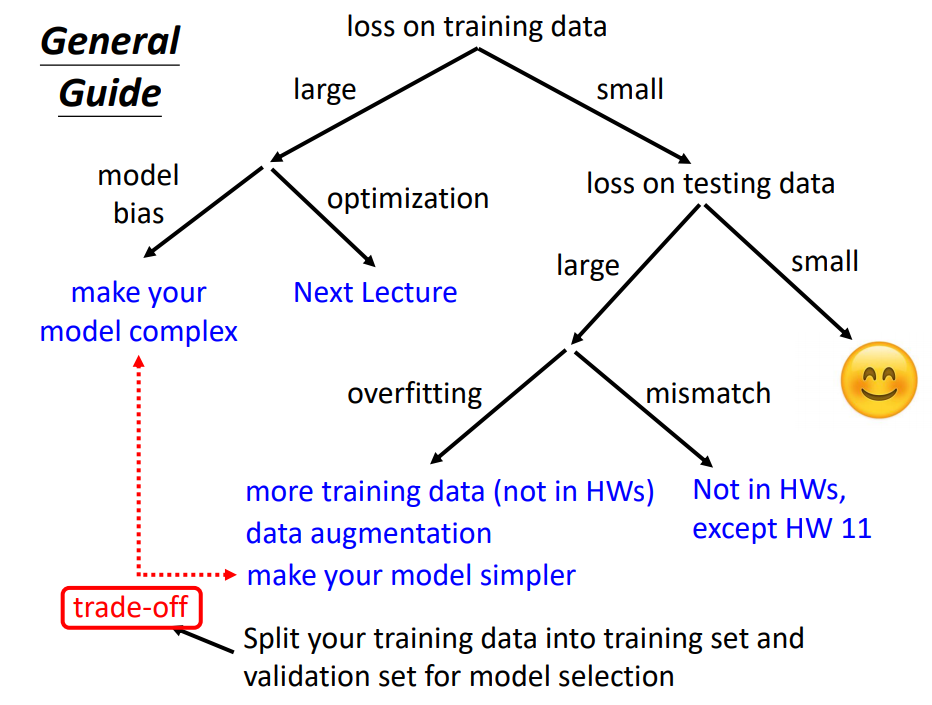 General
Guide
loss on training data
large
small
model
bias
optimization
loss on testing data
make your
model complex
Next Lecture
large
small
overfitting
mismatch
more training data (not in HWs)
data augmentation
make your model simpler
Not in HWs,
except HW 11
trade-off
Split your training data into training set and
validation set for model selection